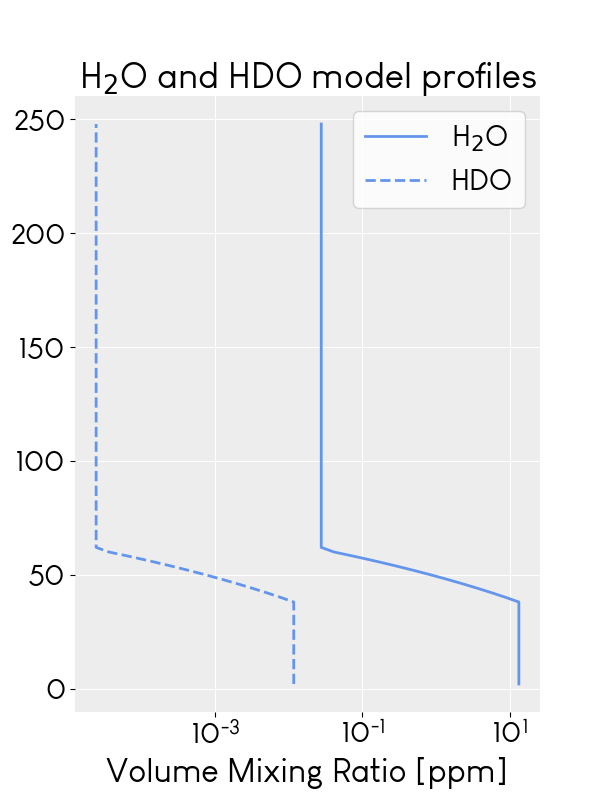 H₂O and HDO model profiles
250
200
150
100
50
0
H₂O
HDO
10⁻³
10⁻¹
10¹
Volume Mixing Ratio [ppm]